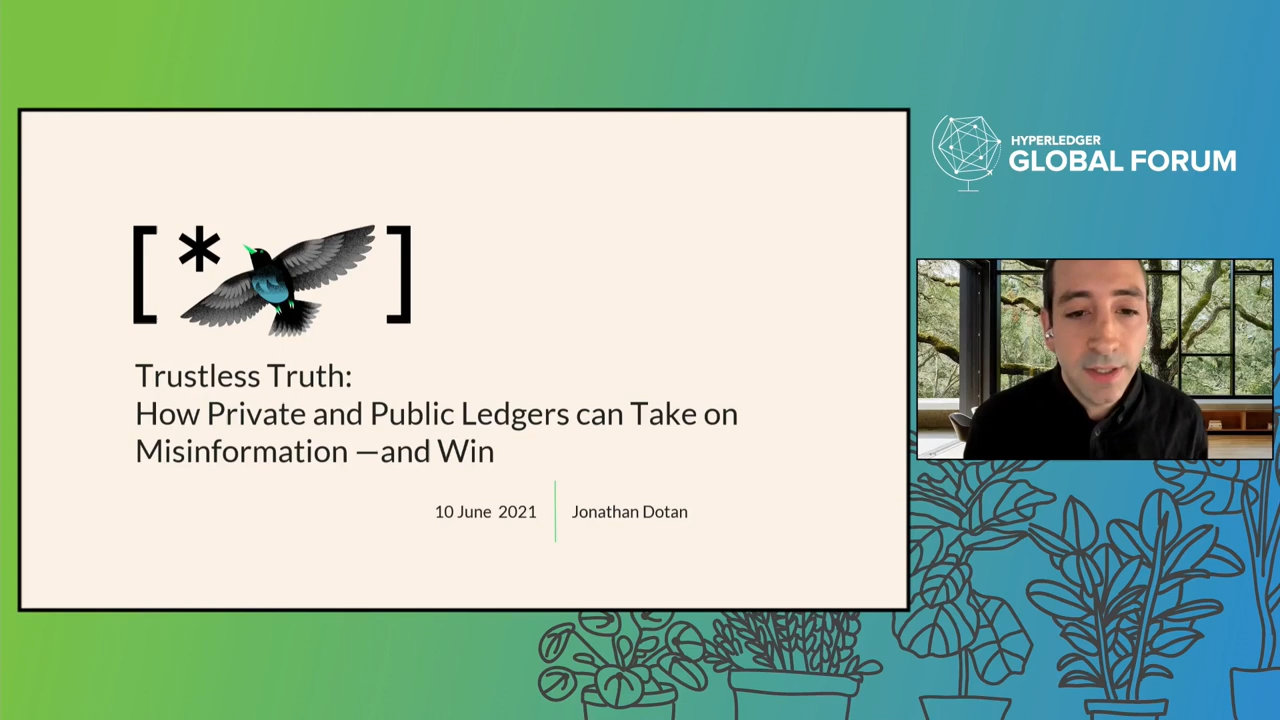 HYPERLEDGER
GLOBAL FORUM
[* ]
Trustless Truth:
How Private and Public Ledgers can Take on
Misinformation —and Win
10 June 2021
Jonathan Dotan